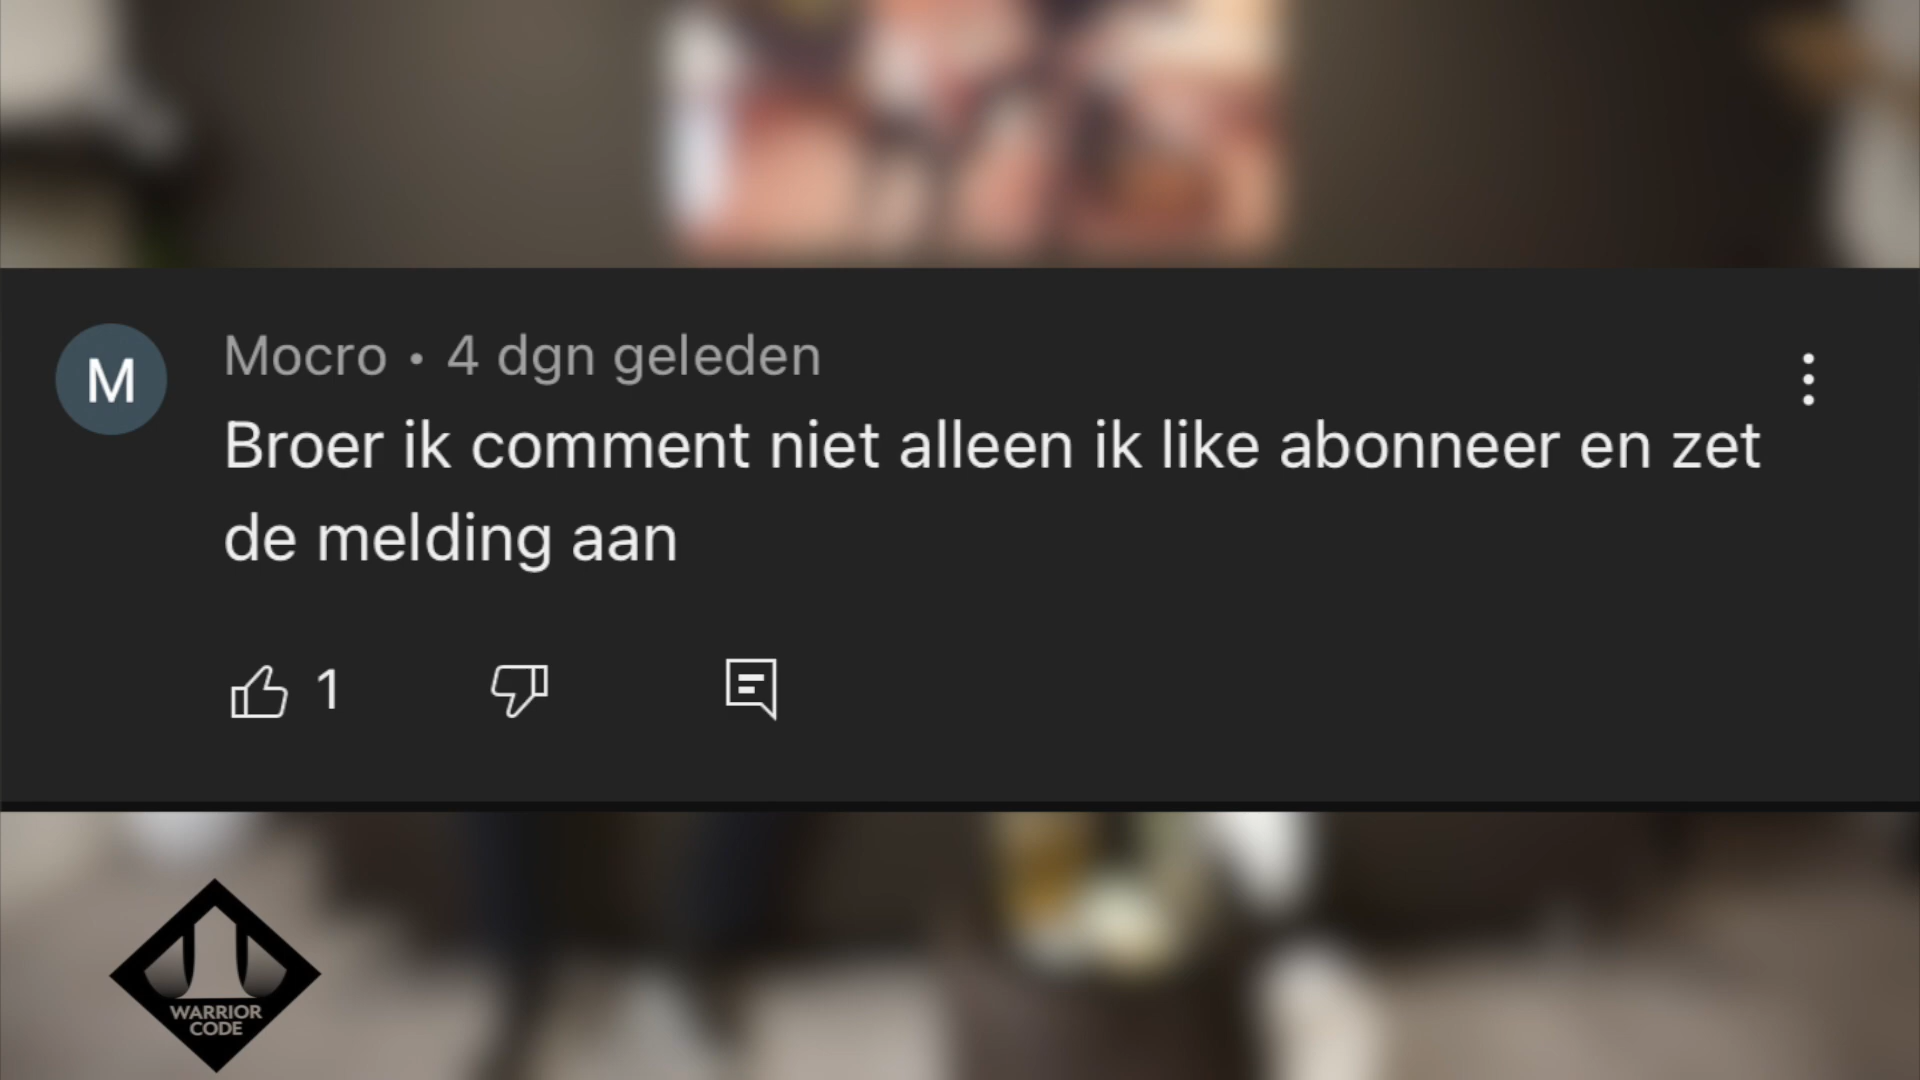 M
Mocro • 4 dgn geleden
Broer ik comment niet alleen ik like abonneer en zet
de melding aan
1
WARRIOR
CODE